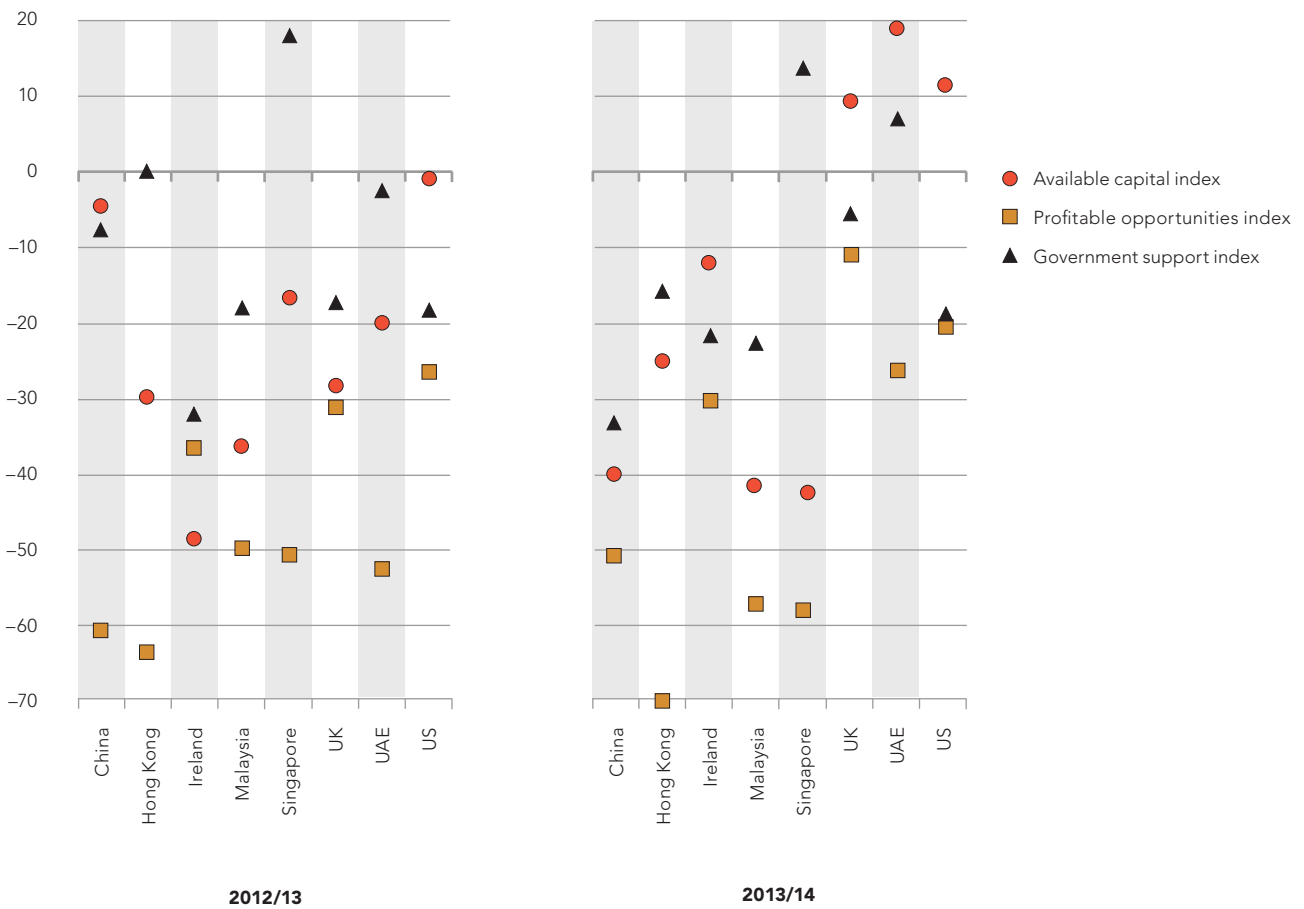 20
10
0
–10
–20
–30
–40
–50
–60
–70
China
Hong Kong
Ireland
Malaysia
Singapore
UK
UAE
US
2012/13
China
Hong Kong
Ireland
Malaysia
Singapore
UK
UAE
US
2013/14
Available capital index
Profitable opportunities index
Government support index